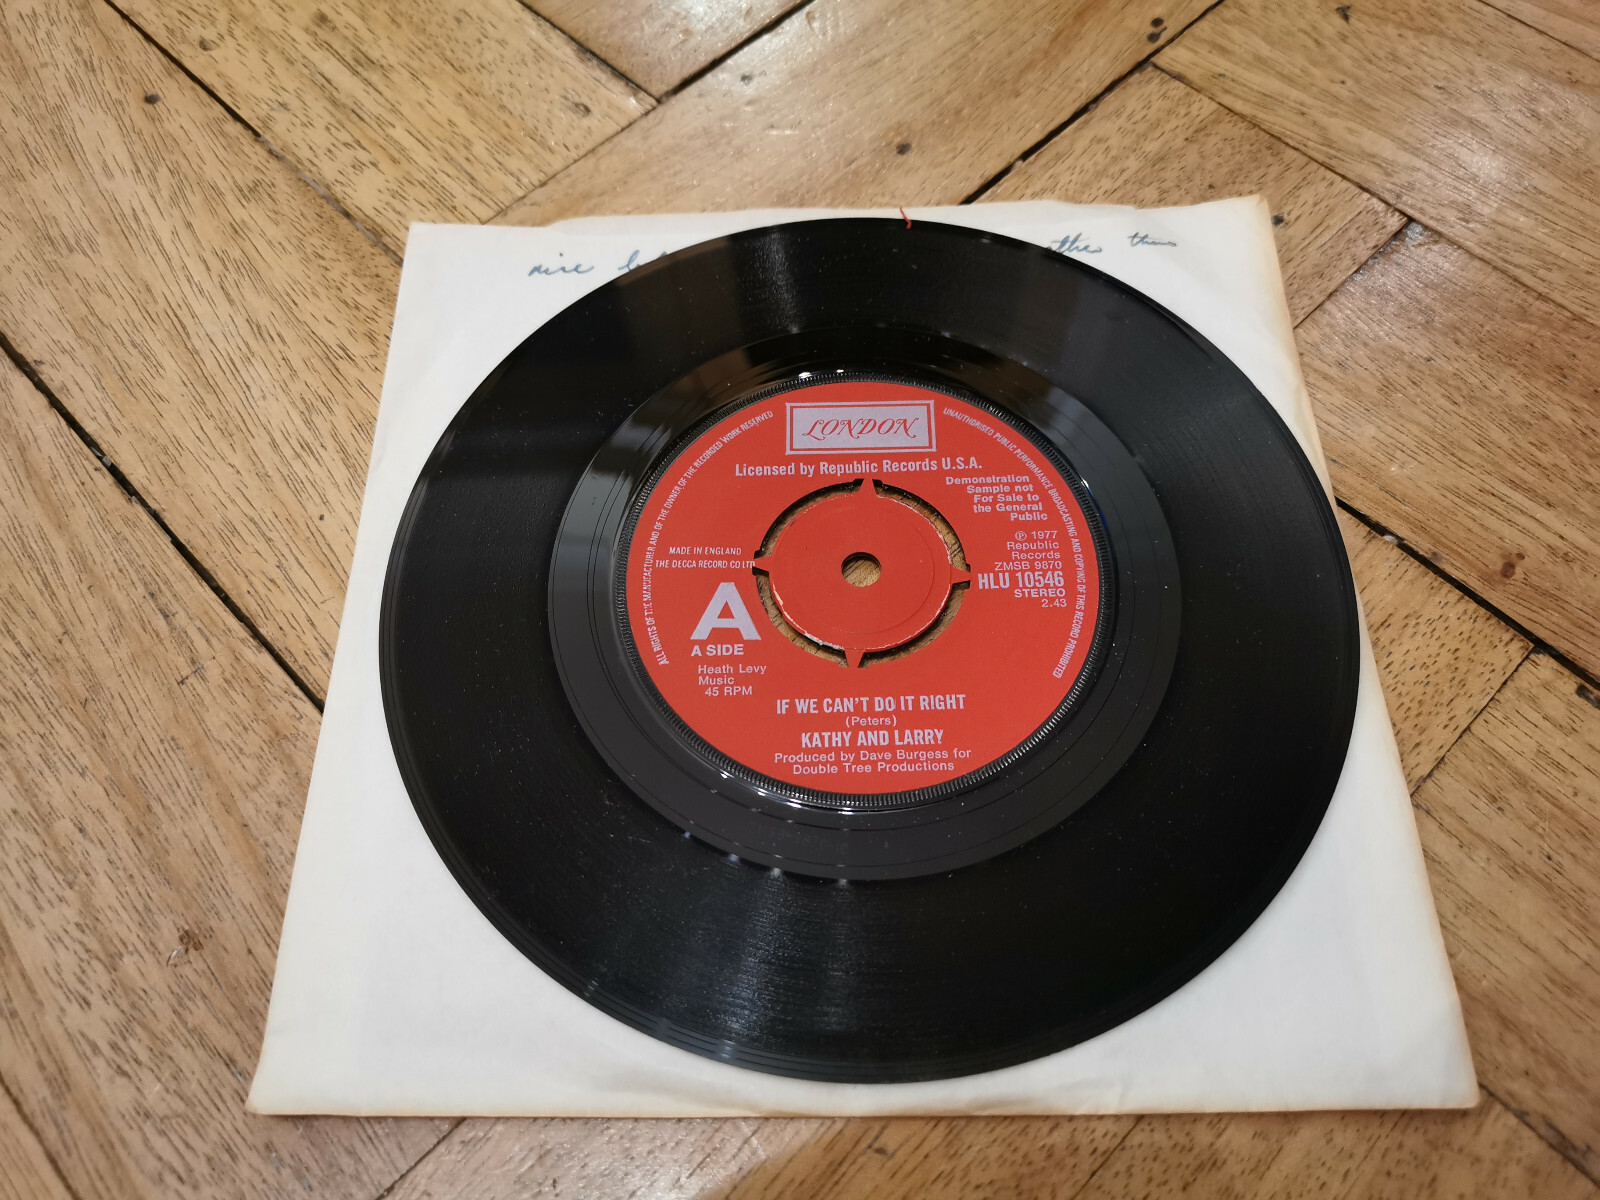 nice
LONDON
Licensed by Republic Records U.S.A.
ALL RIGHTS OF THE MANUFACTURER AND OF THE OWNER OF THE RECORDED WORK RESERVED
UNAUTHORISED PUBLIC PERFORMANCE BROADCASTING AND COPYING OF THIS RECORD PROHIBITED
Demonstration
Sample not
For Sale to
the General
Public
℗ 1977
Republic
Records
ZMSB 9870
HLU 10546
STEREO
2.43
MADE IN ENGLAND
THE DECCA RECORD CO LTD
A
A SIDE
Heath Levy
Music
45 RPM
IF WE CAN'T DO IT RIGHT
(Peters)
KATHY AND LARRY
Produced by Dave Burgess for
Double Tree Productions